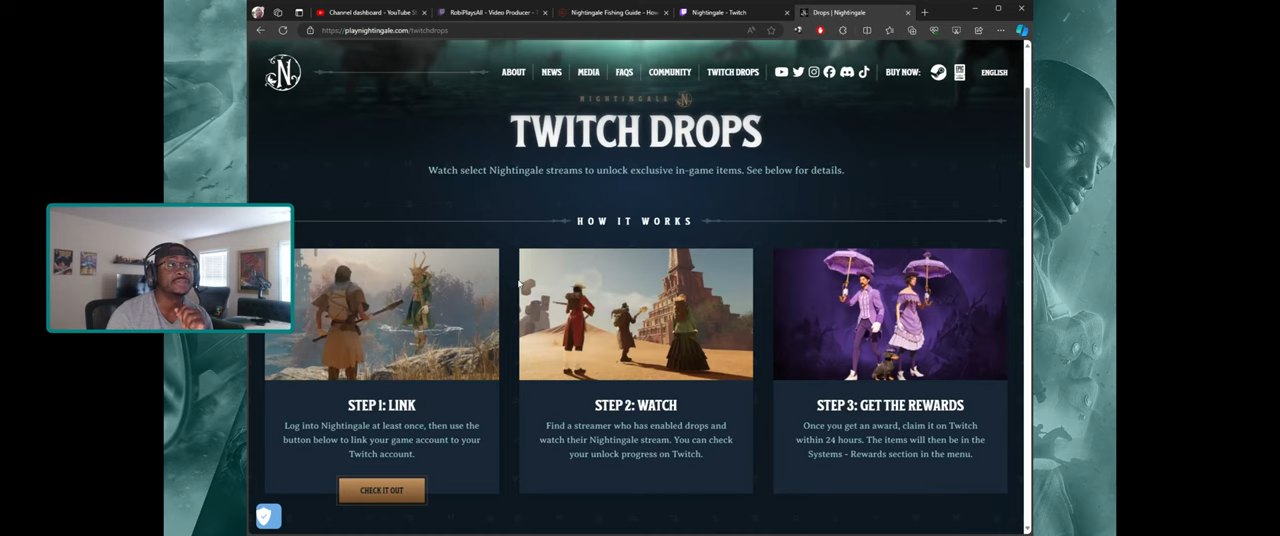 Channel dashboard - YouTube St
RobiPlaysAll - Video Producer -
Nightingale Fishing Guide - How
Nightingale - Twitch
Drops | Nightingale
https://playnightingale.com/twitchdrops
ABOUT
NEWS
MEDIA
FAQS
COMMUNITY
TWITCH DROPS
BUY NOW:
ENGLISH
NIGHTINGALE
TWITCH DROPS
Watch select Nightingale streams to unlock exclusive in-game items. See below for details.
HOW IT WORKS
STEP 1: LINK
Log into Nightingale at least once, then use the
button below to link your game account to your
Twitch account.
CHECK IT OUT
STEP 2: WATCH
Find a streamer who has enabled drops and
watch their Nightingale stream. You can check
your unlock progress on Twitch.
STEP 3: GET THE REWARDS
Once you get an award, claim it on Twitch
within 24 hours. The items will then be in the
Systems - Rewards section in the menu.